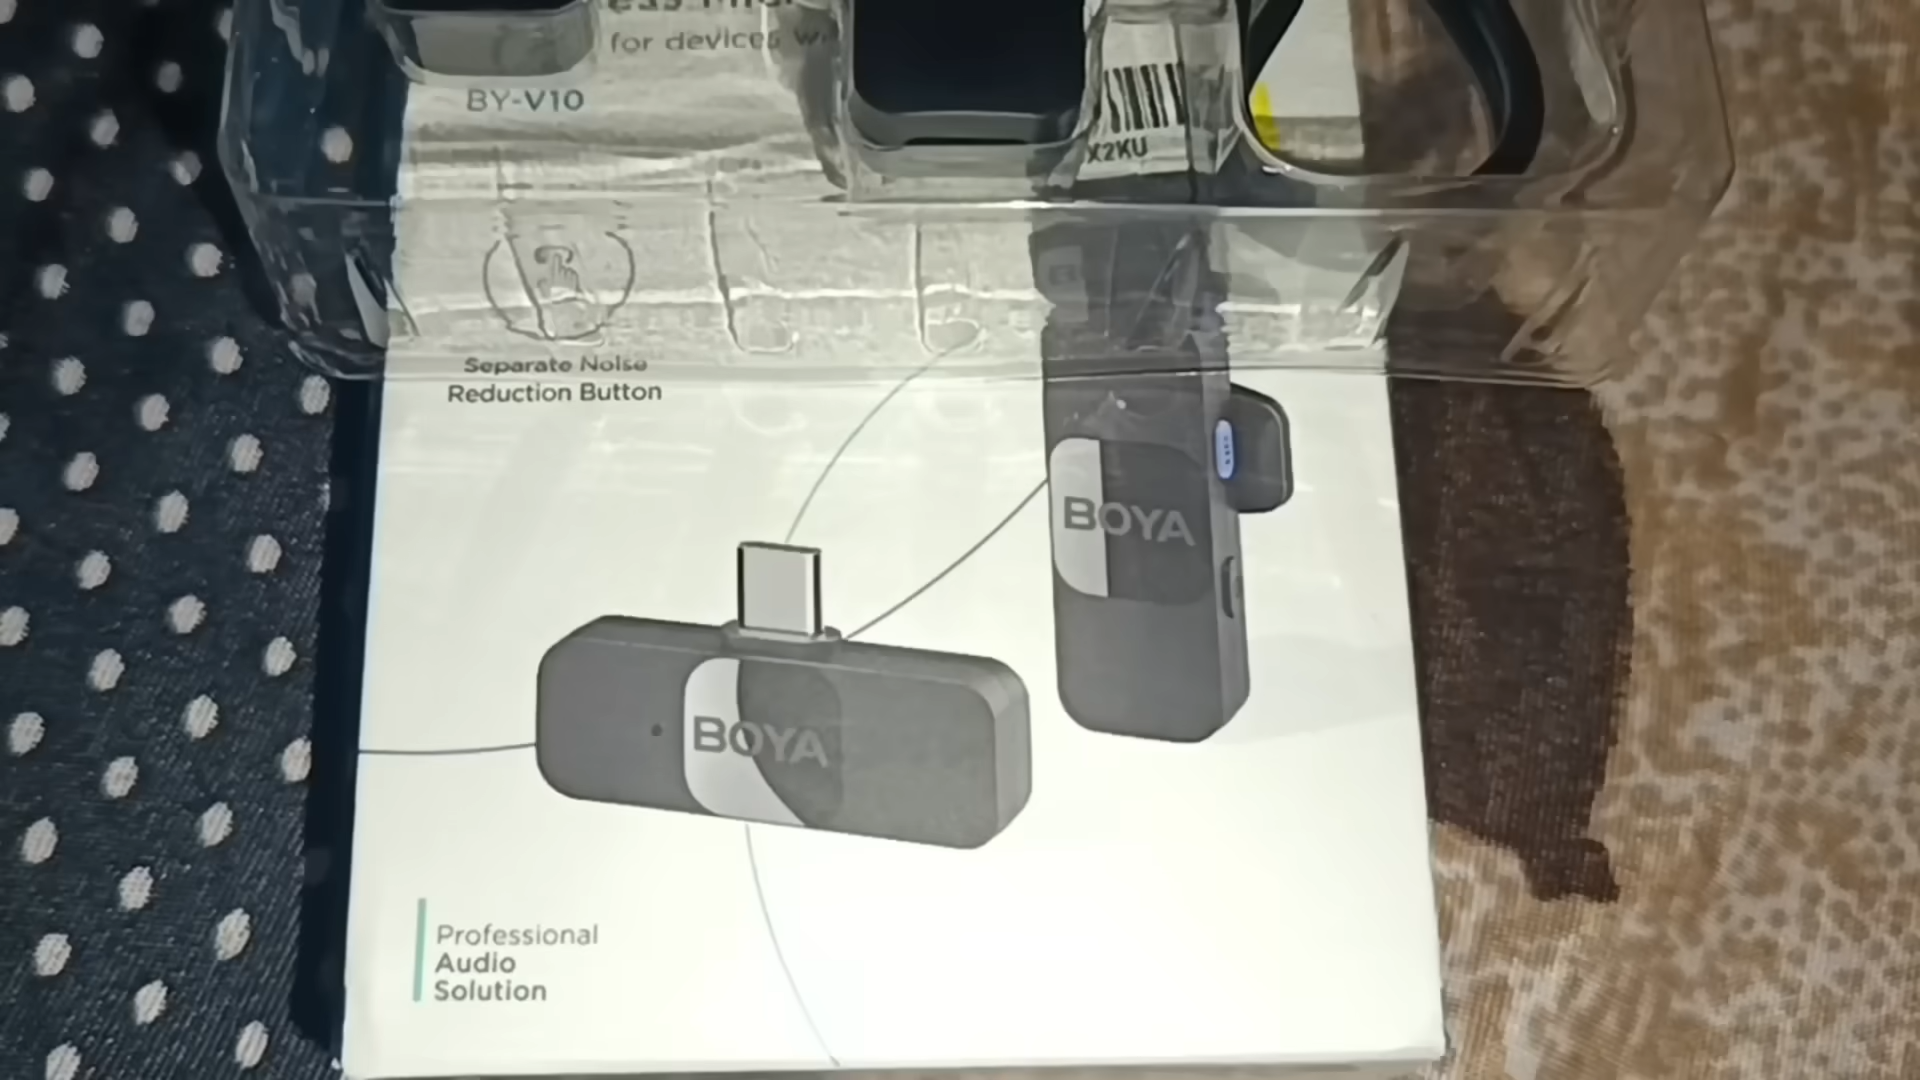 for devices
BY-V10
X2KU
Separate Noise
Reduction Button
BOYA
BOYA
Professional
Audio
Solution